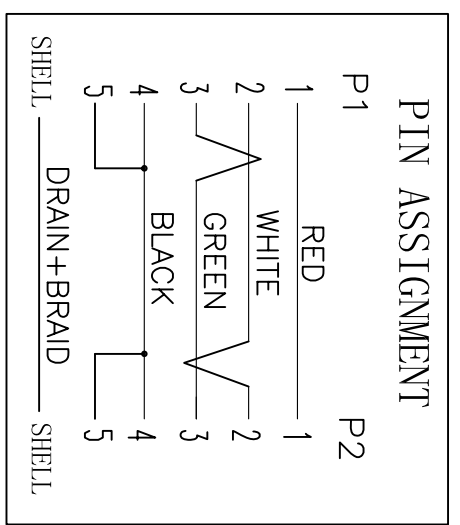 PIN ASSIGNMENT
P1 P2
1 RED 1
2 WHITE 2
3 GREEN 3
4 BLACK 4
5 5
SHELL DRAIN+BRAID SHELL